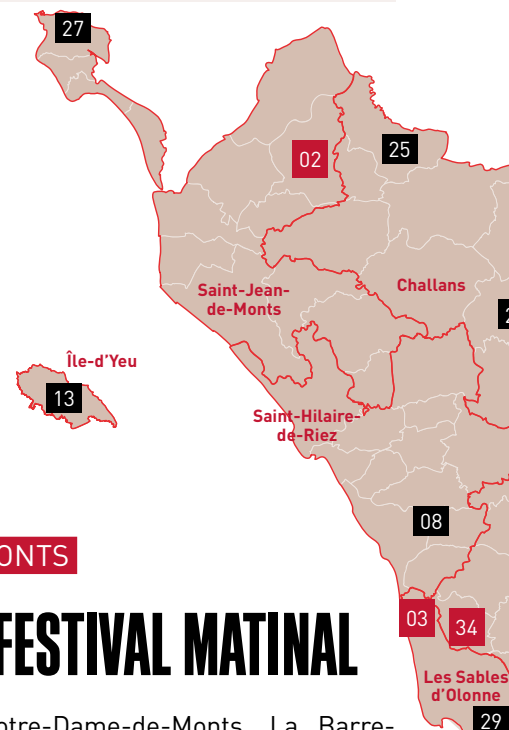 27
02
25
Saint-Jean-
de-Monts
Challans
2
Île-d'Yeu
13
Saint-Hilaire-
de-Riez
08
ONTS
03
34
FESTIVAL MATINAL
Les Sables
d'Olonne
29
otre-Dame-de-Monts, La Barre-